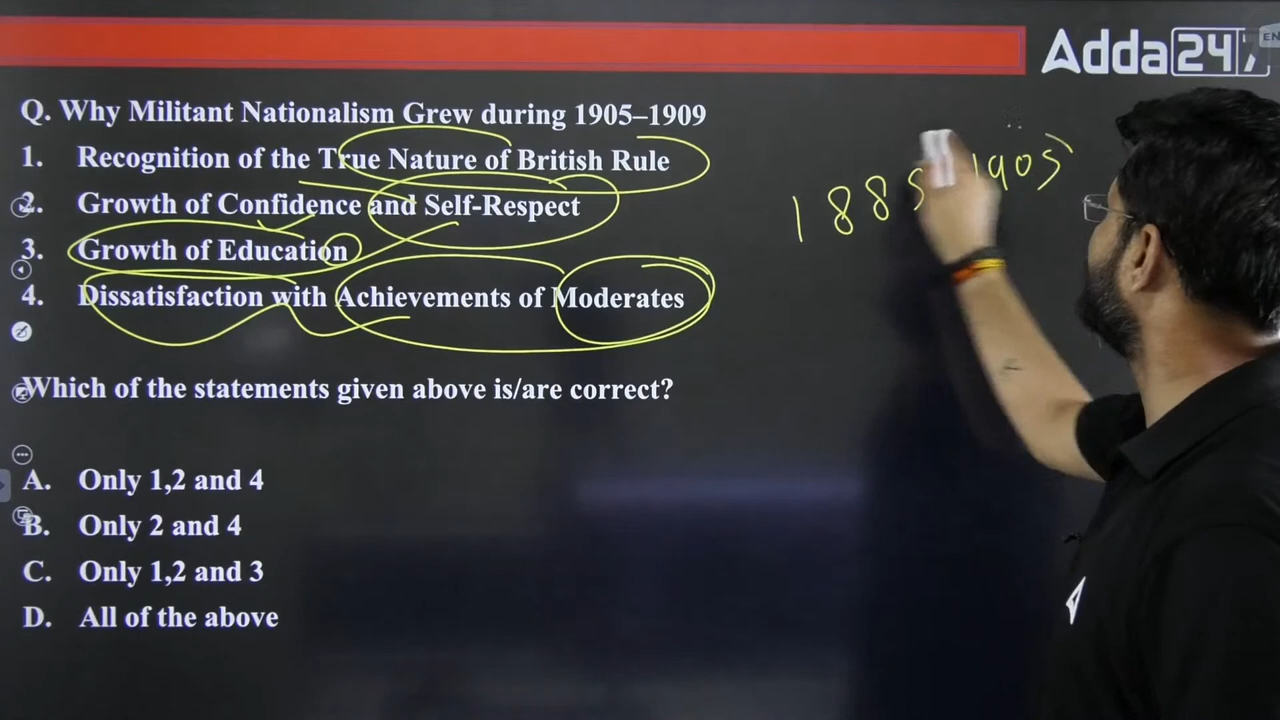 Adda247
EN
Q. Why Militant Nationalism Grew during 1905–1909
1. Recognition of the True Nature of British Rule
2. Growth of Confidence and Self-Respect
3. Growth of Education
4. Dissatisfaction with Achievements of Moderates
1885 1905
Which of the statements given above is/are correct?
A. Only 1,2 and 4
B. Only 2 and 4
C. Only 1,2 and 3
D. All of the above